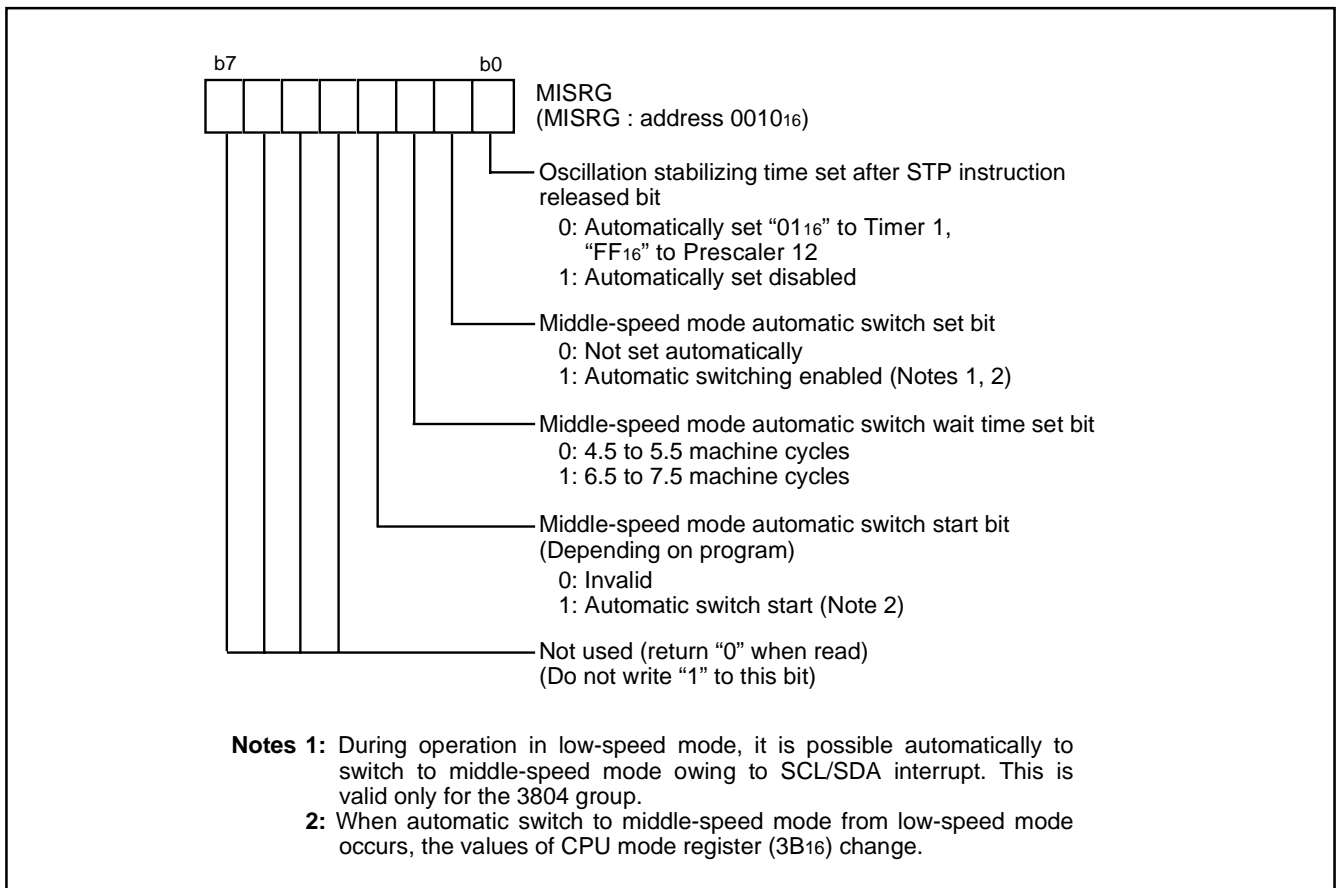 b7 b0
MISRG
(MISRG : address 001016)
Oscillation stabilizing time set after STP instruction
released bit
0: Automatically set “0116” to Timer 1,
“FF16” to Prescaler 12
1: Automatically set disabled
Middle-speed mode automatic switch set bit
0: Not set automatically
1: Automatic switching enabled (Notes 1, 2)
Middle-speed mode automatic switch wait time set bit
0: 4.5 to 5.5 machine cycles
1: 6.5 to 7.5 machine cycles
Middle-speed mode automatic switch start bit
(Depending on program)
0: Invalid
1: Automatic switch start (Note 2)
Not used (return “0” when read)
(Do not write “1” to this bit)
Notes 1: During operation in low-speed mode, it is possible automatically to
switch to middle-speed mode owing to SCL/SDA interrupt. This is
valid only for the 3804 group.
2: When automatic switch to middle-speed mode from low-speed mode
occurs, the values of CPU mode register (3B16) change.